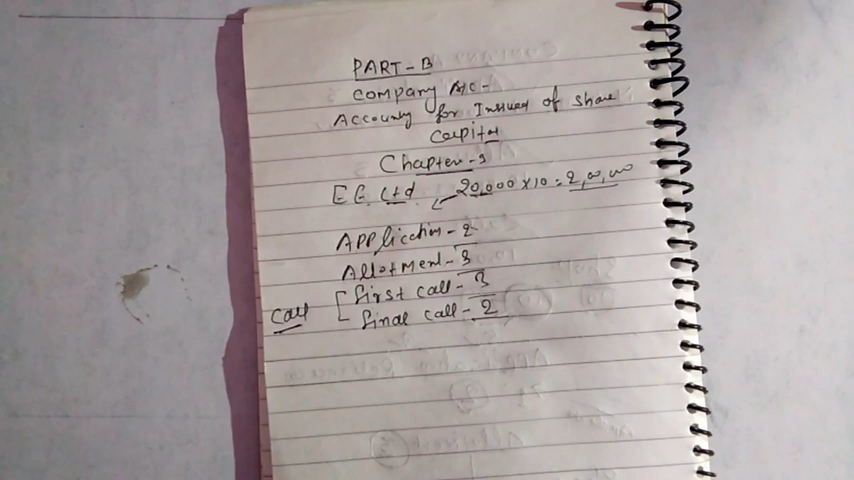 PART-B
Company A/c -
Accounting for Issues of Share
Capital
Chapter-
EG. Ltd 20,000 x 10 = 2,00,000
Application - 2
Allotment - 3
First call - 3
Call
final call - 2